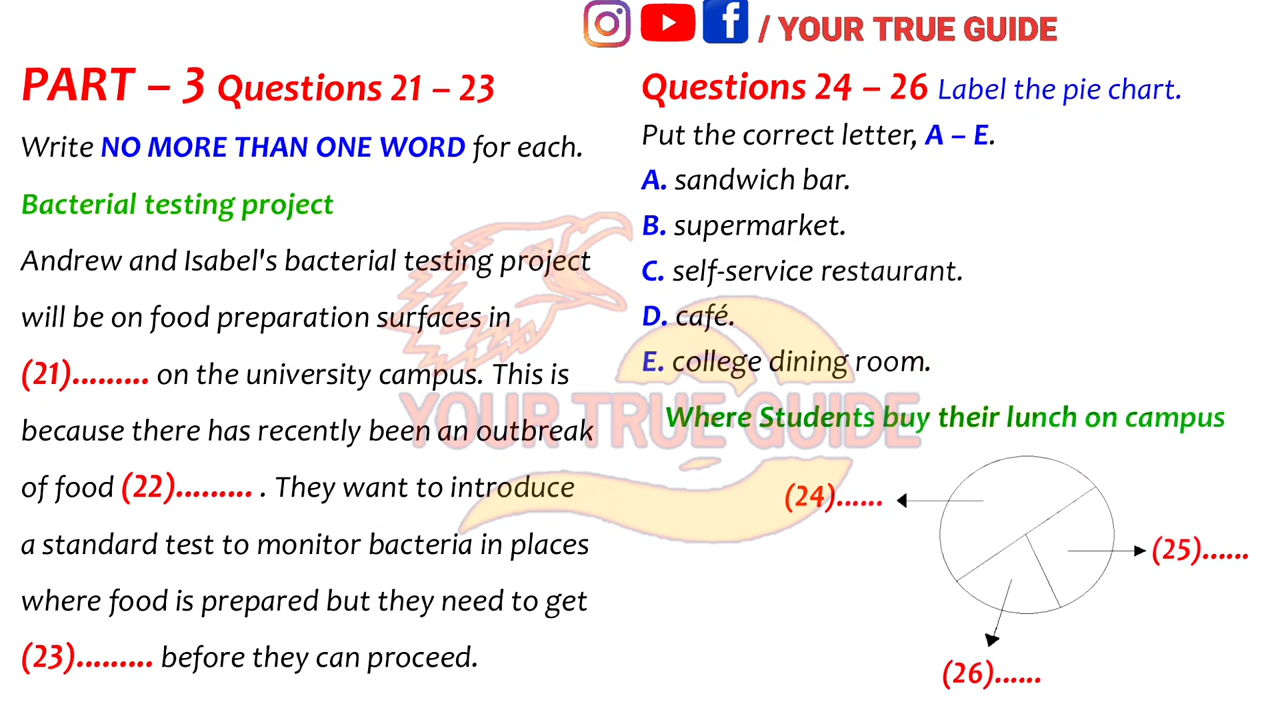 / YOUR TRUE GUIDE
PART – 3 Questions 21 – 23
Write NO MORE THAN ONE WORD for each.
Bacterial testing project
Andrew and Isabel's bacterial testing project
will be on food preparation surfaces in
(21)......... on the university campus. This is
because there has recently been an outbreak
of food (22)......... . They want to introduce
a standard test to monitor bacteria in places
where food is prepared but they need to get
(23)......... before they can proceed.
Questions 24 – 26 Label the pie chart.
Put the correct letter, A – E.
A. sandwich bar.
B. supermarket.
C. self-service restaurant.
D. café.
E. college dining room.
Where Students buy their lunch on campus
(24)......
(25)......
(26)......
YOUR TRUE GUIDE